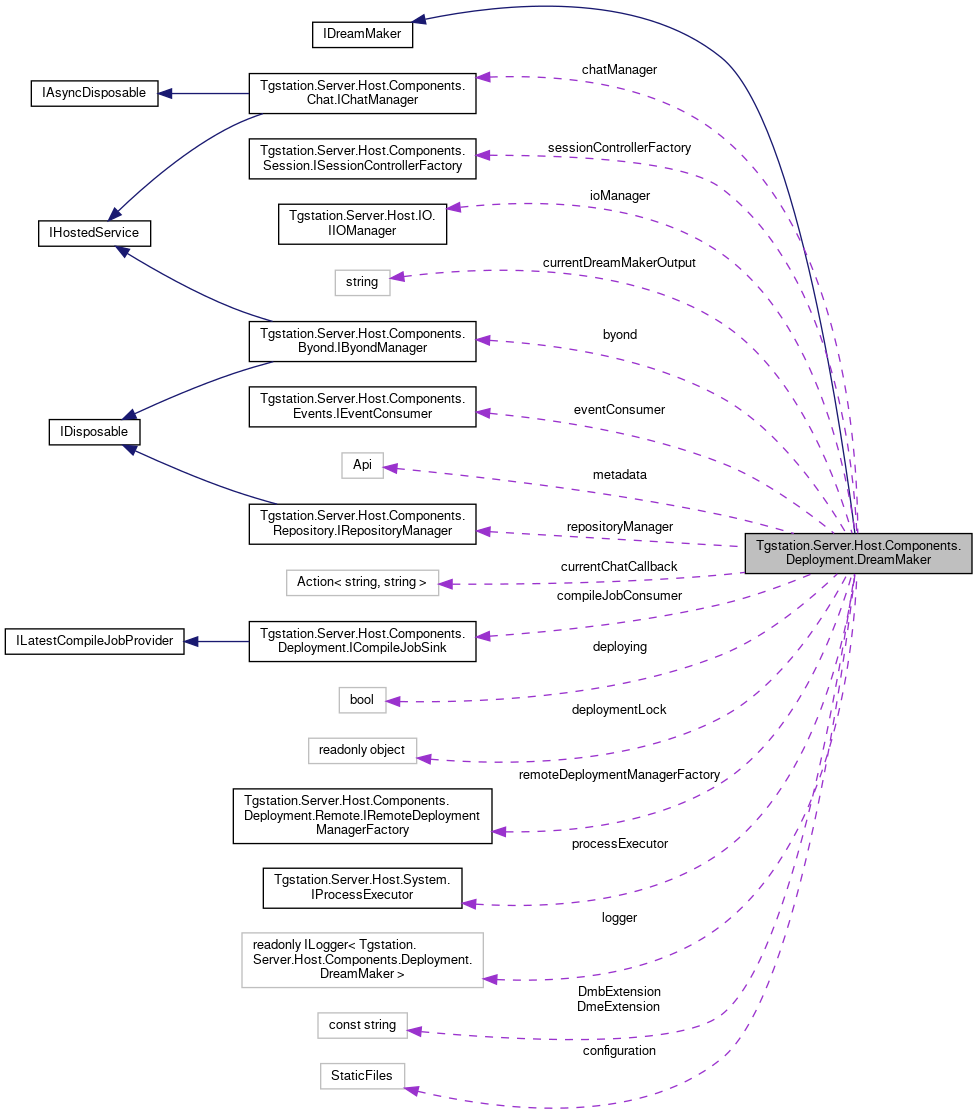 IDreamMaker
chatManager
Tgstation.Server.Host.Components.
Chat.IChatManager
IAsyncDisposable
sessionControllerFactory
Tgstation.Server.Host.Components.
Session.ISessionControllerFactory
ioManager
Tgstation.Server.Host.IO.
IIOManager
IHostedService
currentDreamMakerOutput
string
Tgstation.Server.Host.Components.
Byond.IByondManager
byond
Tgstation.Server.Host.Components.
Events.IEventConsumer
eventConsumer
IDisposable
Api
metadata
Tgstation.Server.Host.Components.
Repository.IRepositoryManager
repositoryManager
Tgstation.Server.Host.Components.
Deployment.DreamMaker
currentChatCallback
Action< string, string >
compileJobConsumer
ILatestCompileJobProvider
Tgstation.Server.Host.Components.
Deployment.ICompileJobSink
deploying
bool
deploymentLock
readonly object
remoteDeploymentManagerFactory
Tgstation.Server.Host.Components.
Deployment.Remote.IRemoteDeployment
ManagerFactory
processExecutor
Tgstation.Server.Host.System.
IProcessExecutor
logger
readonly ILogger< Tgstation.
Server.Host.Components.Deployment.
DreamMaker >
DmbExtension
DmeExtension
const string
configuration
StaticFiles